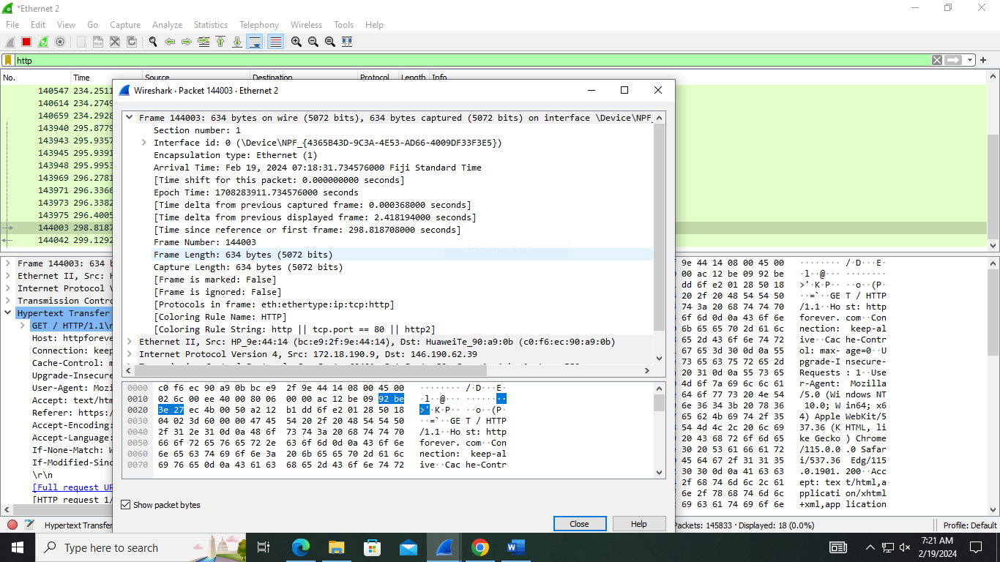 *Ethernet 2
File Edit View Go Capture Analyze Statistics Telephony Wireless Tools Help
http
No. Time Source Destination Protocol Length Info
140547 234.2511
140614 234.2749
140659 234.2928
143940 295.8779
143943 295.9357
143945 295.9391
143948 295.9953
143969 296.2781
143971 296.3366
143973 296.3382
143975 296.4005
144003 298.8187
144042 299.1292
Wireshark · Packet 144003 · Ethernet 2
Frame 144003: 634 bytes on wire (5072 bits), 634 bytes captured (5072 bits) on interface \Device\NPF_
Section number: 1
Interface id: 0 (\Device\NPF_{4365B43D-9C3A-4E53-AD66-4009DF33F3E5})
Encapsulation type: Ethernet (1)
Arrival Time: Feb 19, 2024 07:18:31.734576000 Fiji Standard Time
[Time shift for this packet: 0.000000000 seconds]
Epoch Time: 1708283911.734576000 seconds
[Time delta from previous captured frame: 0.000368000 seconds]
[Time delta from previous displayed frame: 2.418194000 seconds]
[Time since reference or first frame: 298.818708000 seconds]
Frame Number: 144003
Frame Length: 634 bytes (5072 bits)
Capture Length: 634 bytes (5072 bits)
[Frame is marked: False]
[Frame is ignored: False]
[Protocols in frame: eth:ethertype:ip:tcp:http]
[Coloring Rule Name: HTTP]
[Coloring Rule String: http || tcp.port == 80 || http2]
Ethernet II, Src: HP_9e:44:14 (bc:e9:2f:9e:44:14), Dst: HuaweiTe_90:a9:0b (c0:f6:ec:90:a9:0b)
Internet Protocol Version 4, Src: 172.18.190.9, Dst: 146.190.62.39
0000 c0 f6 ec 90 a9 0b bc e9 2f 9e 44 14 08 00 45 00 ········ /·D···E·
0010 02 6c 00 ee 40 00 80 06 00 00 ac 12 be 09 92 be ·l··@··· ········
0020 3e 27 ec 4b 00 50 a2 12 b1 dd 6f e2 01 28 50 18 >'·K·P·· ··o··(P·
0030 04 02 3d 60 00 00 47 45 54 20 2f 20 48 54 54 50 ··=`··GE T / HTTP
0040 2f 31 2e 31 0d 0a 48 6f 73 74 3a 20 68 74 74 70 /1.1··Ho st: http
0050 66 6f 72 65 76 65 72 2e 63 6f 6d 0d 0a 43 6f 6e forever. com··Con
0060 6e 65 63 74 69 6f 6e 3a 20 6b 65 65 70 2d 61 6c nection: keep-al
0070 69 76 65 0d 0a 43 61 63 68 65 2d 43 6f 6e 74 72 ive··Cac he-Contr
Show packet bytes
Close Help
Frame 144003: 634 b
Ethernet II, Src: H
Internet Protocol V
Transmission Contro
Hypertext Transfer
GET / HTTP/1.1\r
Host: httpforeve
Connection: keep
Cache-Control: m
Upgrade-Insecure
User-Agent: Mozi
Accept: text/htm
Referer: https:/
Accept-Encoding:
Accept-Language:
If-None-Match: W
If-Modified-Sinc
\r\n
[Full request UR
[HTTP request 1/
9e 44 14 08 00 45 00 ········ /·D···E·
00 ac 12 be 09 92 be ·l··@··· ········
dd 6f e2 01 28 50 18 >'·K·P·· ··o··(P·
20 2f 20 48 54 54 50 ··=`··GE T / HTTP
74 3a 20 68 74 74 70 /1.1··Ho st: http
6f 6d 0d 0a 43 6f 6e forever. com··Con
6b 65 65 70 2d 61 6c nection: keep-al
65 2d 43 6f 6e 74 72 ive··Cac he-Contr
67 65 3d 30 0d 0a 55 ol: max- age=0··U
6e 73 65 63 75 72 65 2d pgrade-I nsecure-
20 31 0d 0a 55 73 65 Requests : 1··Use
4d 6f 7a 69 6c 6c 61 r-Agent: Mozilla
6f 77 73 20 4e 54 /5.0 (Wi ndows NT
6e 36 34 3b 20 78 36 10.0; W in64; x6
65 62 4b 69 74 2f 35 4) Apple WebKit/5
54 4d 4c 2c 20 6c 69 37.36 (K HTML, li
20 43 68 72 6f 6d 65 ke Gecko ) Chrome
30 20 53 61 66 61 72 /115.0.0 .0 Safar
45 64 67 2f 31 31 35 i/537.36 Edg/115
30 30 0d 0a 41 63 63 .0.1901. 200··Acc
2f 68 74 6d 6c 2c 61 ept: tex t/html,a
6e 2f 78 68 74 6d 6c pplicati on/xhtml
69 63 61 74 69 6f 6e +xml,app lication
Hypertext Transfer
Packets: 145833 · Displayed: 18 (0.0%)
Profile: Default
Type here to search
7:21 AM
2/19/2024